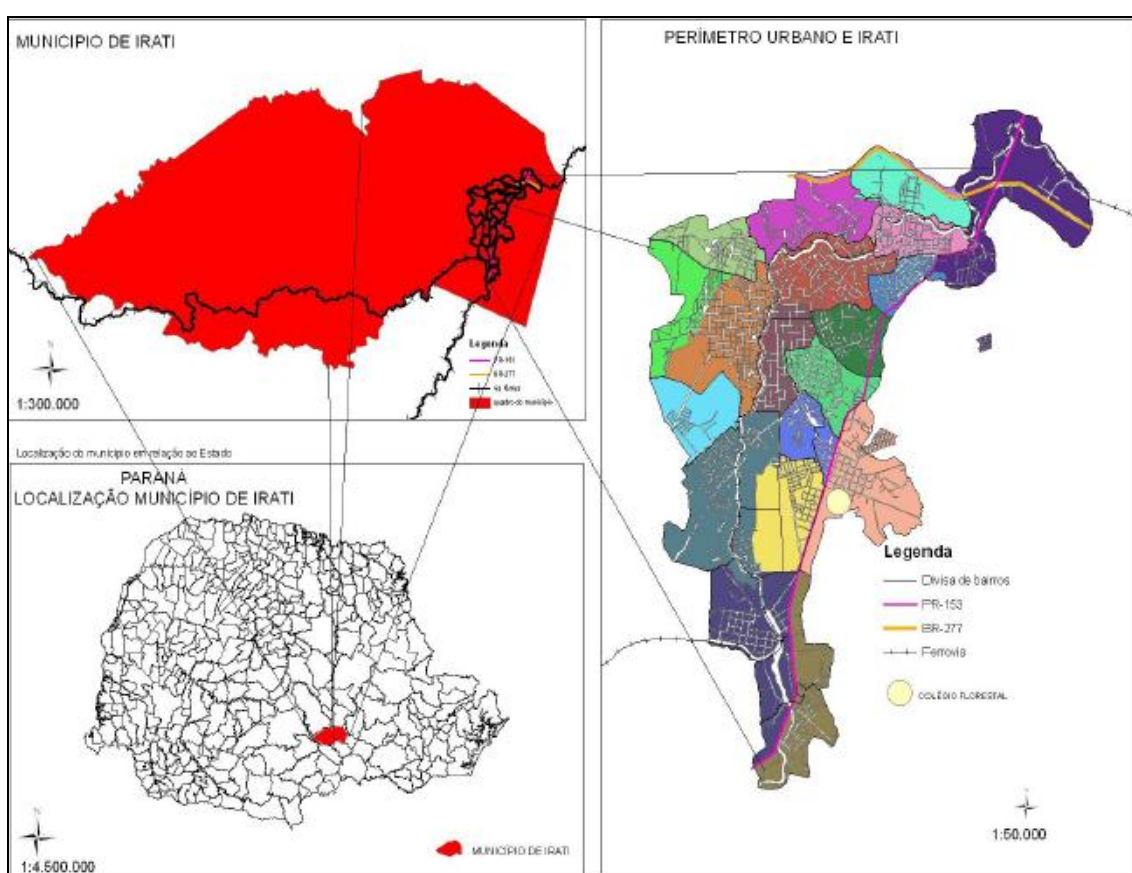 MUNICIPIO DE IRATI
N
1:300.000
Legenda
BR-277
Localização do município em relação ao Estado
PARANÁ
LOCALIZAÇÃO MUNICÍPIO DE IRATI
N
1:4.500.000
MUNICÍPIO DE IRATI
PERÍMETRO URBANO E IRATI
Legenda
Divisa de bairros
PR-153
BR-277
Ferrovia
COLÉGIO FLORESTAL
N
1:50.000